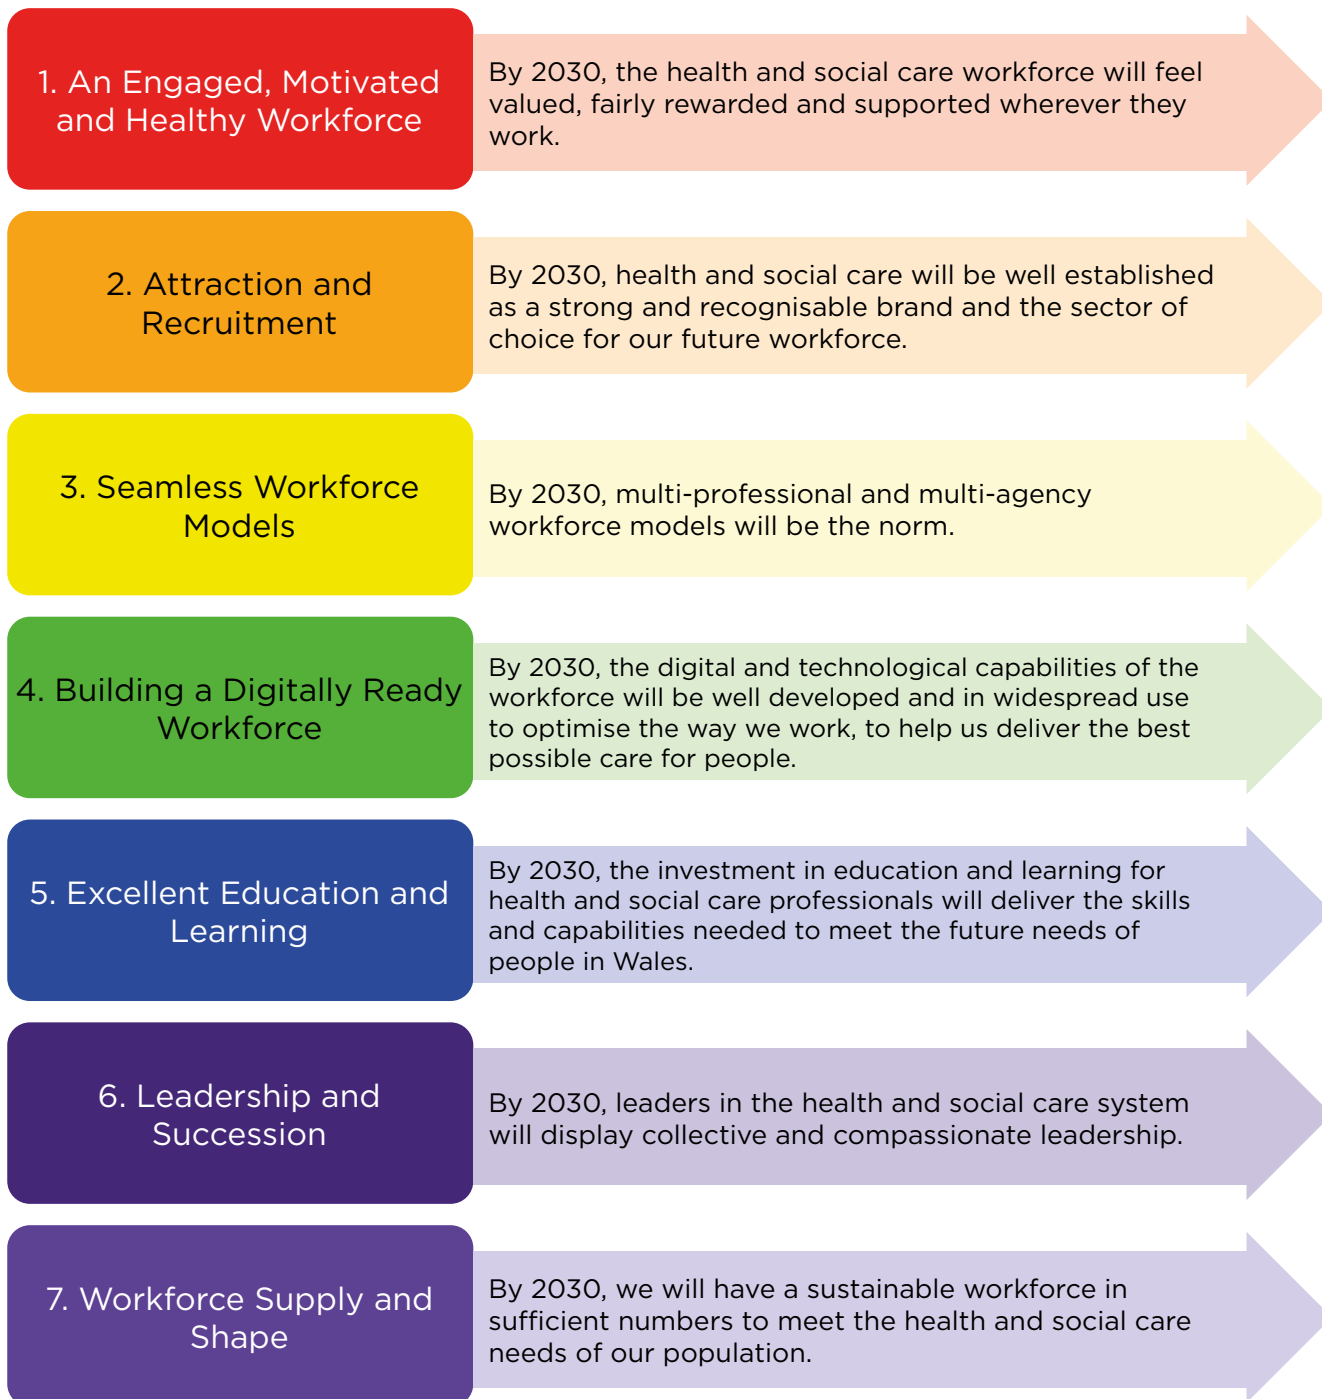 1. An Engaged, Motivated
and Healthy Workforce
By 2030, the health and social care workforce will feel
valued, fairly rewarded and supported wherever they
work.
2. Attraction and
Recruitment
By 2030, health and social care will be well established
as a strong and recognisable brand and the sector of
choice for our future workforce.
3. Seamless Workforce
Models
By 2030, multi-professional and multi-agency
workforce models will be the norm.
4. Building a Digitally Ready
Workforce
By 2030, the digital and technological capabilities of the
workforce will be well developed and in widespread use
to optimise the way we work, to help us deliver the best
possible care for people.
5. Excellent Education and
Learning
By 2030, the investment in education and learning for
health and social care professionals will deliver the skills
and capabilities needed to meet the future needs of
people in Wales.
6. Leadership and
Succession
By 2030, leaders in the health and social care system
will display collective and compassionate leadership.
7. Workforce Supply and
Shape
By 2030, we will have a sustainable workforce in
sufficient numbers to meet the health and social care
needs of our population.